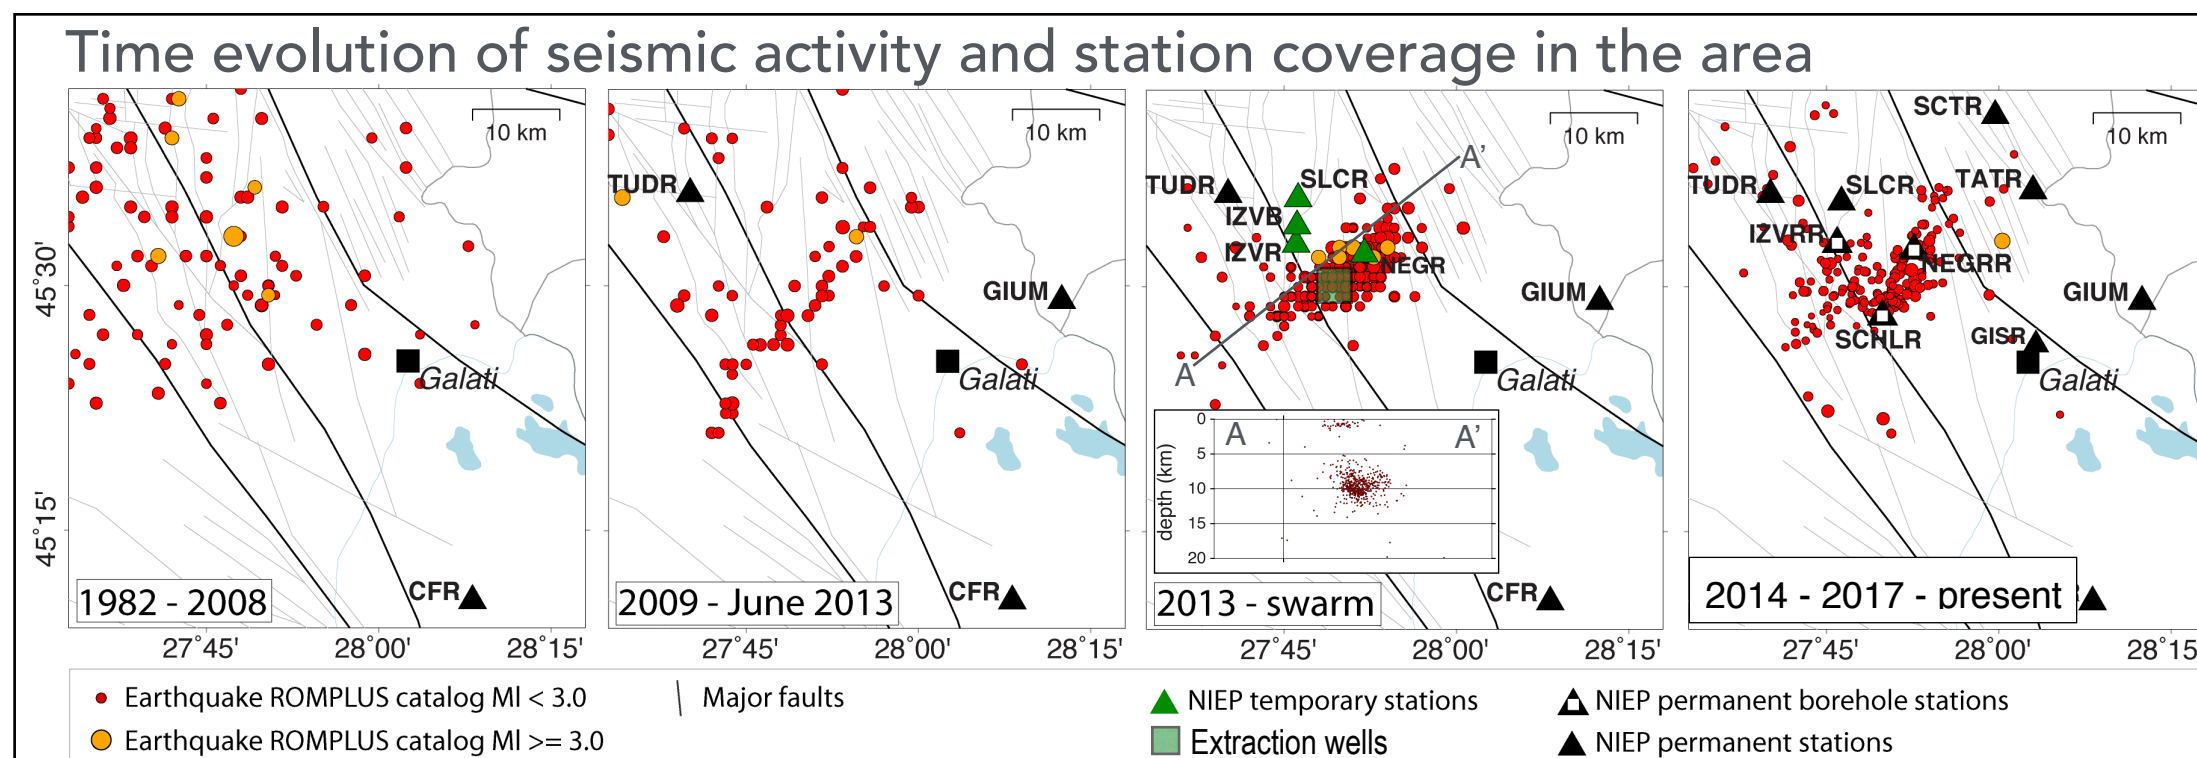 Time evolution of seismic activity and station coverage in the area
10 km
45°30'
45°15'
Galati
CFR
1982 - 2008
27°45'
28°00'
28°15'
10 km
TUDR
GIUM
Galati
CFR
2009 - June 2013
27°45'
28°00'
28°15'
10 km
A'
TUDR
SLCR
IZVB
IZVR
NEGR
GIUM
A
Galati
A
A'
depth (km)
0
5
10
15
20
CFR
2013 - swarm
27°45'
28°00'
28°15'
SCTR
10 km
TUDR
SLCR
TATR
IZVRR
NEGRR
GIUM
SCHLR
GISR
Galati
2014 - 2017 - present
27°45'
28°00'
28°15
Earthquake ROMPLUS catalog Ml < 3.0
Major faults
NIEP temporary stations
NIEP permanent borehole stations
Earthquake ROMPLUS catalog Ml >= 3.0
Extraction wells
NIEP permanent stations